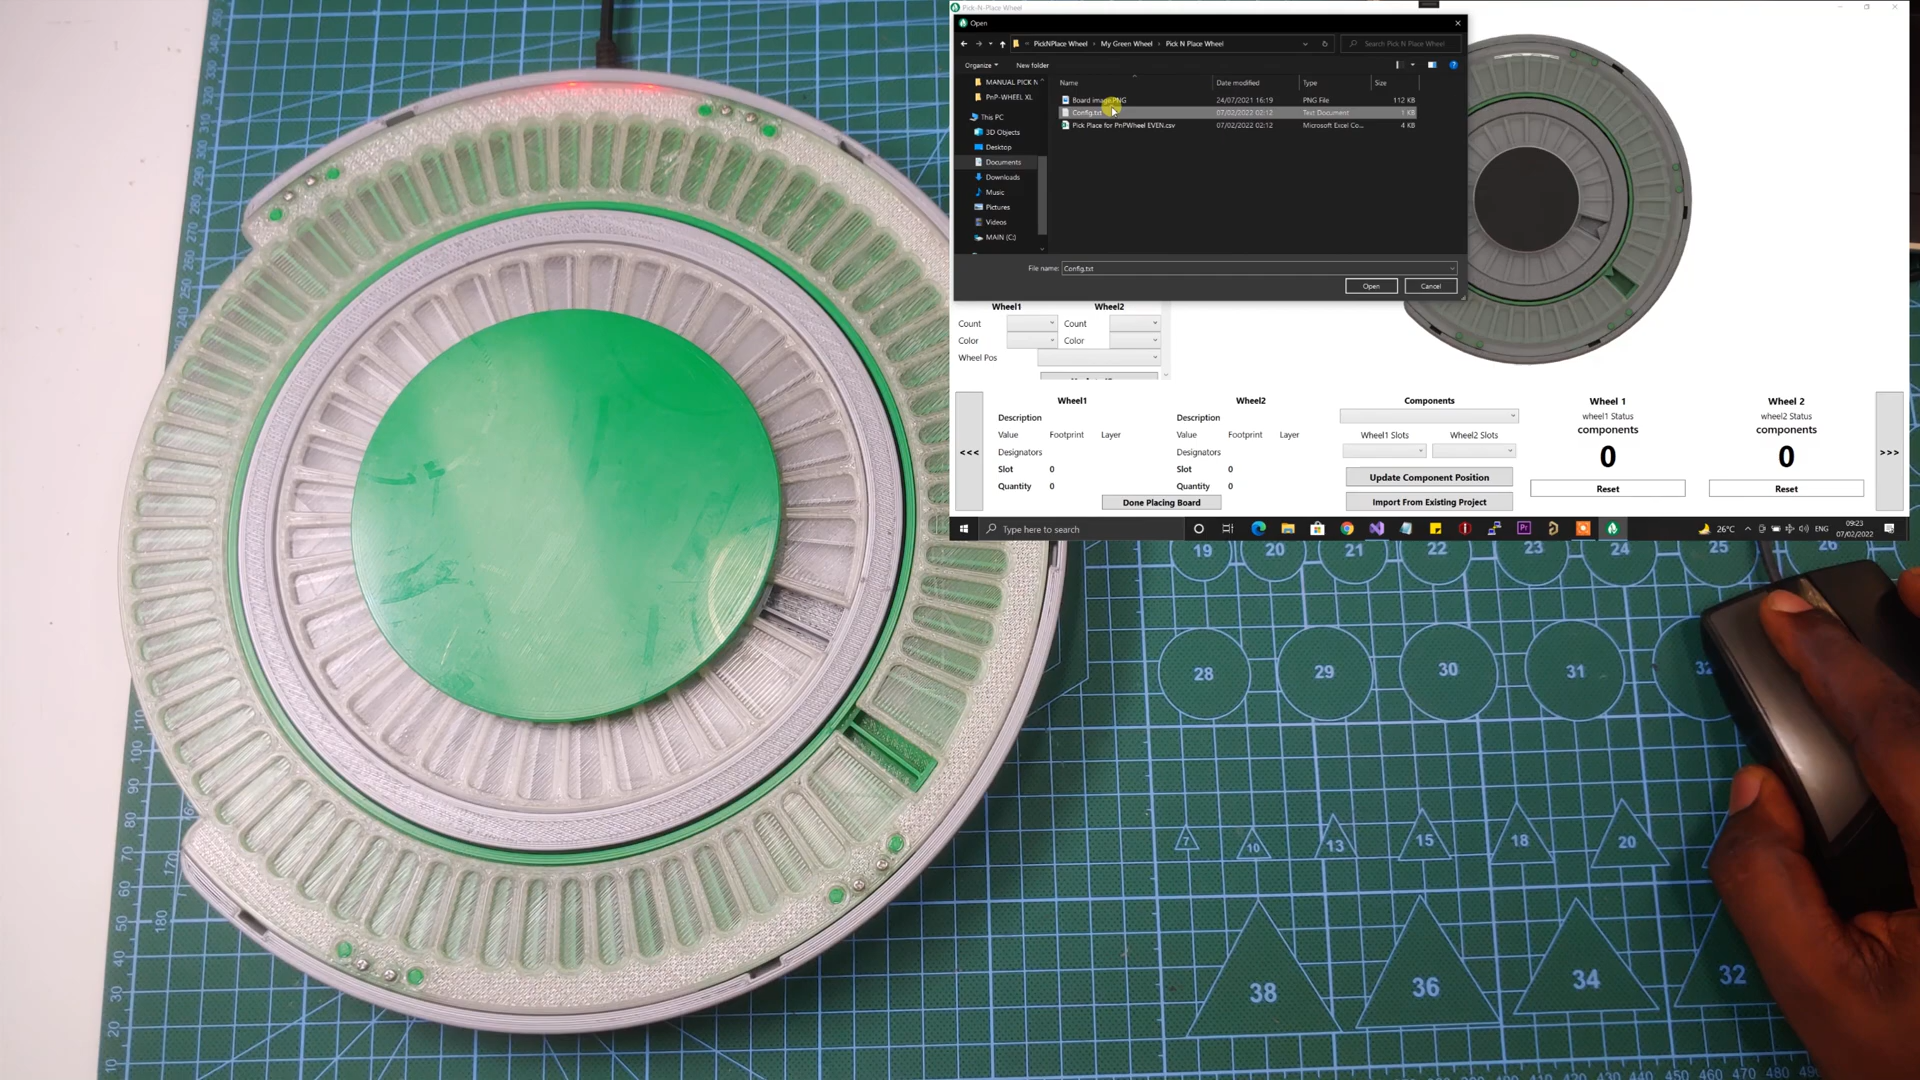 Pick-N-Place Wheel
Open
PickNPlace Wheel > My Green Wheel > Pick N Place Wheel
Search Pick N Place Wheel
Organize
New folder
MANUAL PICK N
PnP-WHEEL XL
This PC
3D Objects
Desktop
Documents
Downloads
Music
Pictures
Videos
MAIN (C:)
Name Date modified Type Size
Board image.PNG 24/07/2021 16:19 PNG File 112 KB
Config.txt 07/02/2022 02:12 Text Document 1 KB
Pick Place for PnPWheel EVEN.csv 07/02/2022 02:12 Microsoft Excel Co... 4 KB
File name: Config.txt
Open Cancel
Wheel1 Wheel2
Count Count
Color Color
Wheel Pos
<<<
Wheel1
Description
Value Footprint Layer
Designators
Slot 0
Quantity 0
Wheel2
Description
Value Footprint Layer
Designators
Slot 0
Quantity 0
Done Placing Board
Components
Wheel1 Slots Wheel2 Slots
Update Component Position
Import From Existing Project
Wheel 1
wheel1 Status
components
0
Reset
Wheel 2
wheel2 Status
components
0
Reset
>>>
Type here to search
26°C
ENG
09:23
07/02/2022
19 20 21 22 23 24 25 26
28 29 30 31
7 10 13 15 18 20
38 36 34 32